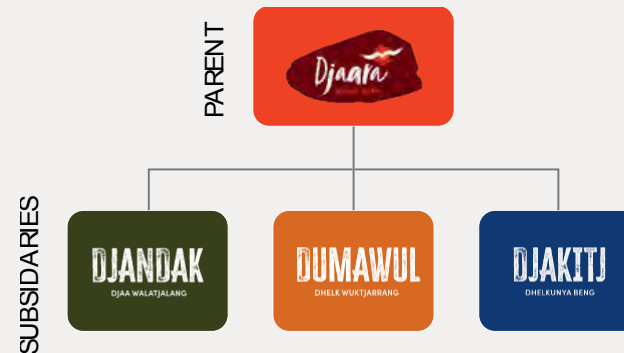 PARENT
Djaara
SUBSIDARIES
DJANDAK
DJAA WALATJALANG
DUMAWUL
DHELK WUKTJARRANG
DJAKITJ
DHELKUNYA BENG